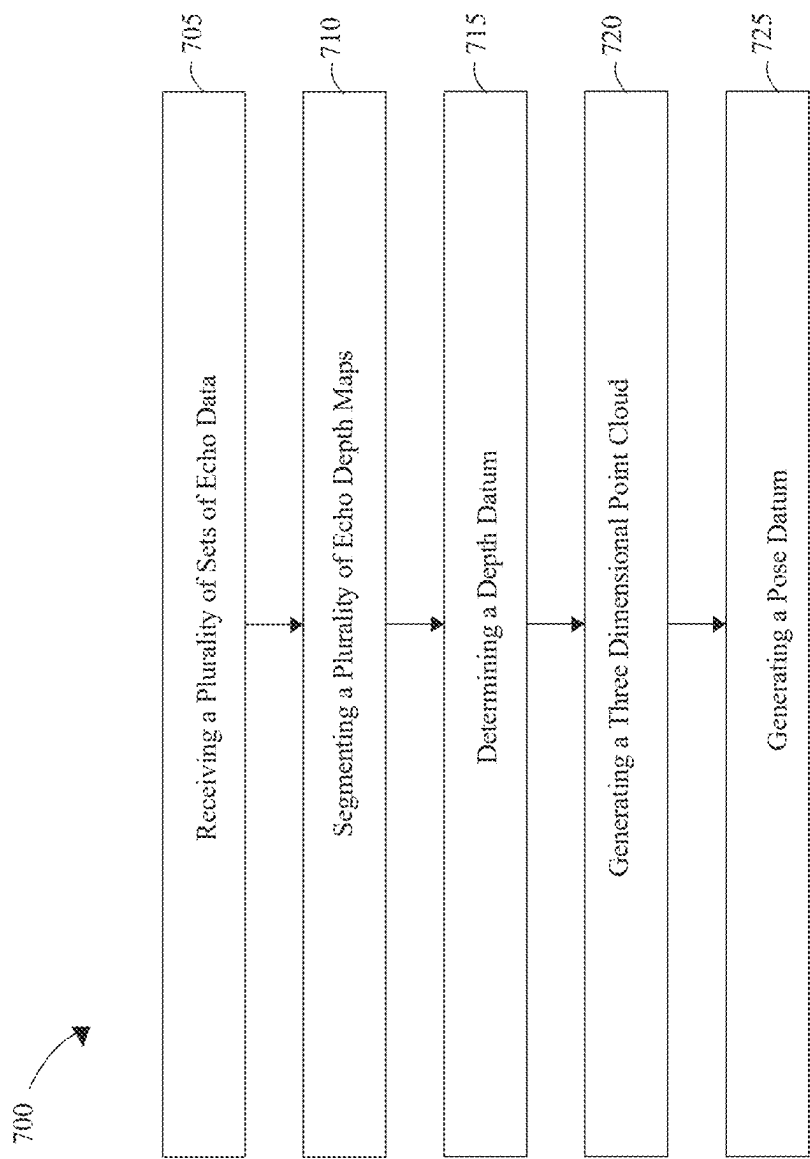 700
Receiving a Plurality of Sets of Echo Data
705
Segmenting a Plurality of Echo Depth Maps
710
Determining a Depth Datum
715
Generating a Three Dimensional Point Cloud
720
Generating a Pose Datum
725